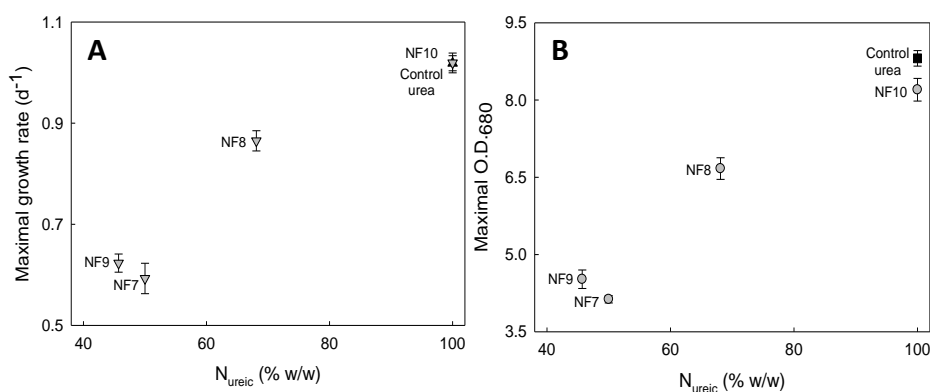 A
1.1
0.9
0.7
0.5
Maximal growth rate (d-1)
NF10
Control
urea
NF8
NF9
NF7
40
60
80
100
Nureic (% w/w)
B
9.5
8.0
6.5
5.0
3.5
Maximal O.D.680
Control
urea
NF10
NF8
NF9
NF7
40
60
80
100
Nureic (% w/w)